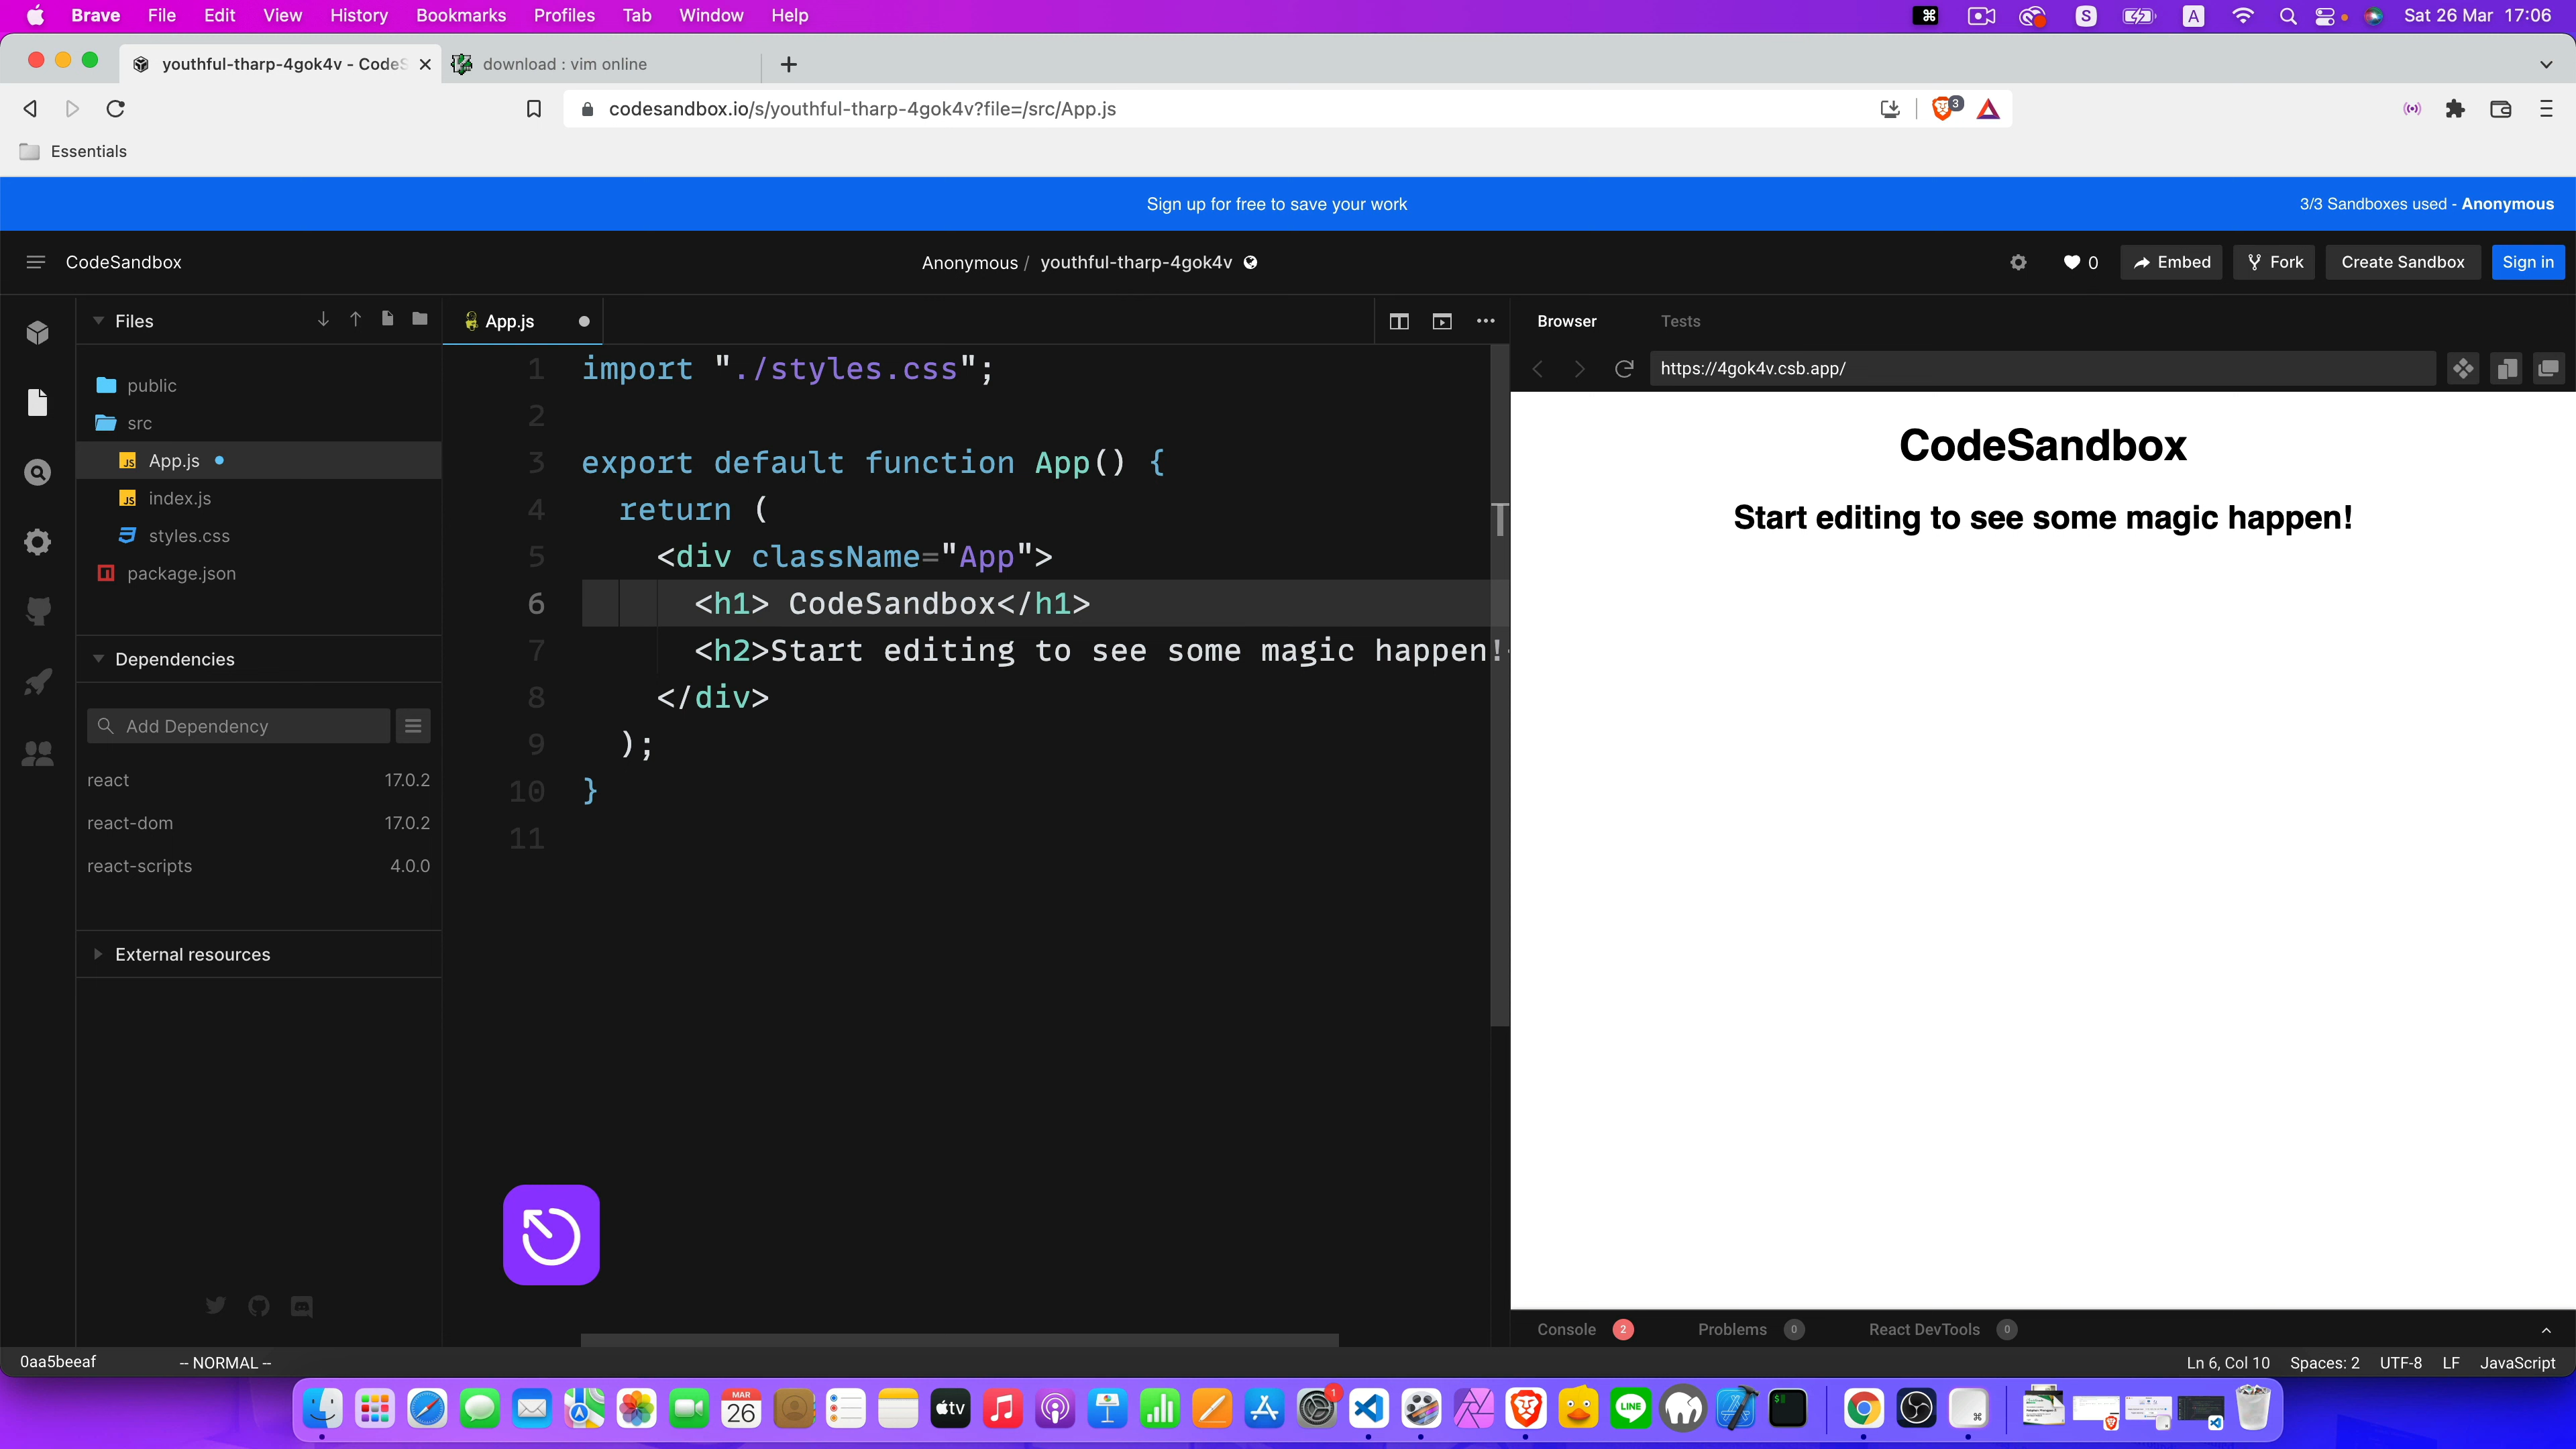 Brave File Edit View History Bookmarks Profiles Tab Window Help
Sat 26 Mar 17:06
youthful-tharp-4gok4v - CodeS
download : vim online
codesandbox.io/s/youthful-tharp-4gok4v?file=/src/App.js
3
Essentials
Sign up for free to save your work
3/3 Sandboxes used - Anonymous
CodeSandbox
Anonymous / youthful-tharp-4gok4v
0
Embed
Fork
Create Sandbox
Sign in
Files
public
src
App.js
index.js
styles.css
package.json
Dependencies
Add Dependency
react 17.0.2
react-dom 17.0.2
react-scripts 4.0.0
External resources
App.js
1 import "./styles.css";
2
3 export default function App() {
4 return (
5 <div className="App">
6 <h1> CodeSandbox</h1>
7 <h2>Start editing to see some magic happen!
8 </div>
9 );
10 }
11
Browser
Tests
https://4gok4v.csb.app/
CodeSandbox
Start editing to see some magic happen!
Console 2
Problems 0
React DevTools 0
0aa5beeaf
-- NORMAL --
Ln 6, Col 10
Spaces: 2
UTF-8
LF
JavaScript
MAR
26
tv
1
LINE